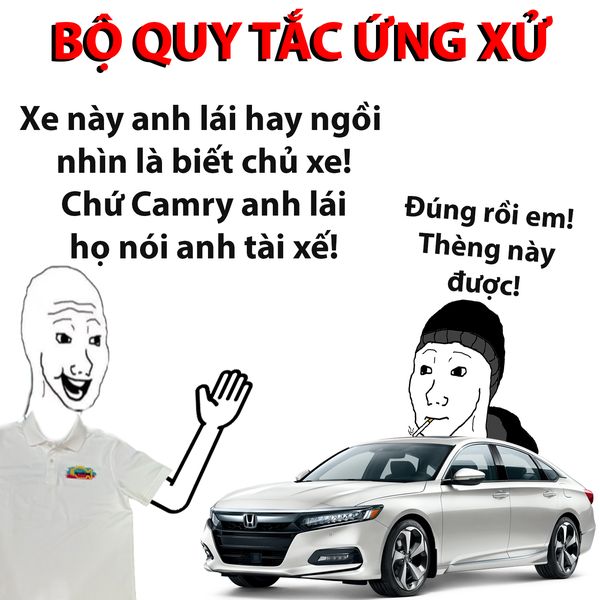 BỘ QUY TẮC ỨNG XỬ
Xe này anh lái hay ngồi
nhìn là biết chủ xe!
Chứ Camry anh lái
họ nói anh tài xế!
Đúng rồi em!
Thèng này
được!